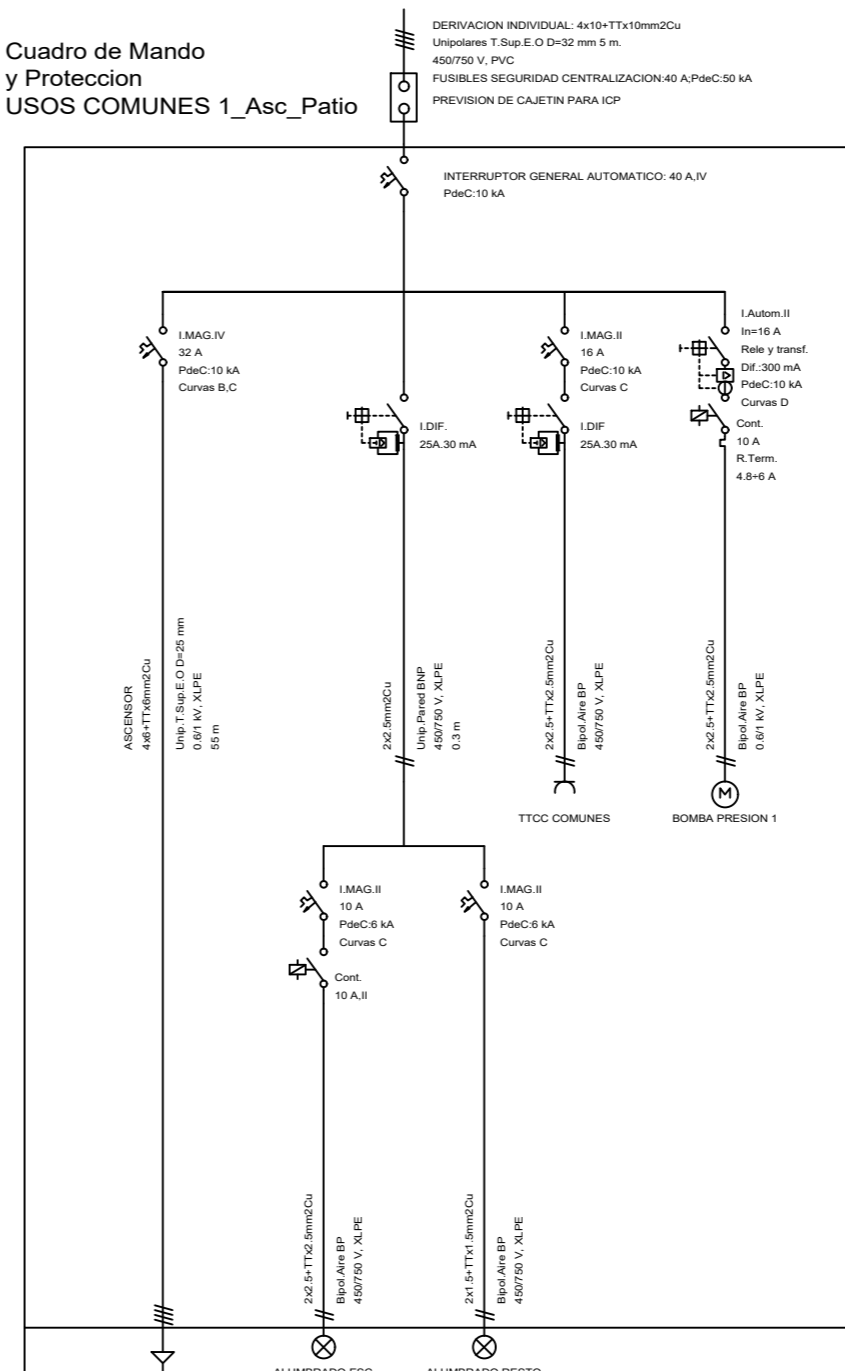 Cuadro de Mando
y Proteccion
USOS COMUNES 1_Asc_Patio
DERIVACION INDIVIDUAL: 4x10+TTx10mm2Cu
Unipolares T.Sup.E.O D=32 mm 5 m.
450/750 V, PVC
FUSIBLES SEGURIDAD CENTRALIZACION:40 A;PdeC:50 kA
PREVISION DE CAJETIN PARA ICP
INTERRUPTOR GENERAL AUTOMATICO: 40 A,IV
PdeC:10 kA
I.MAG.IV
32 A
PdeC:10 kA
Curvas B,C
I.DIF.
25A.30 mA
I.MAG.II
16 A
PdeC:10 kA
Curvas C
I.DIF
25A.30 mA
I.Autom.II
In=16 A
Rele y transf.
Dif.:300 mA
PdeC:10 kA
Curvas D
Cont.
10 A
R.Term.
4.8÷6 A
ASCENSOR
4x6+TTx6mm2Cu
Unip.T.Sup.E.O D=25 mm
0.6/1 kV, XLPE
55 m
2x2.5mm2Cu
Unip.Pared BNP
450/750 V, XLPE
0.3 m
2x2.5+TTx2.5mm2Cu
Bipol.Aire BP
450/750 V, XLPE
2x2.5+TTx2.5mm2Cu
Bipol.Aire BP
0.6/1 kV, XLPE
TTCC COMUNES
M
BOMBA PRESION 1
I.MAG.II
10 A
PdeC:6 kA
Curvas C
Cont.
10 A,II
I.MAG.II
10 A
PdeC:6 kA
Curvas C
2x2.5+TTx2.5mm2Cu
Bipol.Aire BP
450/750 V, XLPE
2x1.5+TTx1.5mm2Cu
Bipol.Aire BP
450/750 V, XLPE
ALUMBRADO ESC
ALUMBRADO RESTO